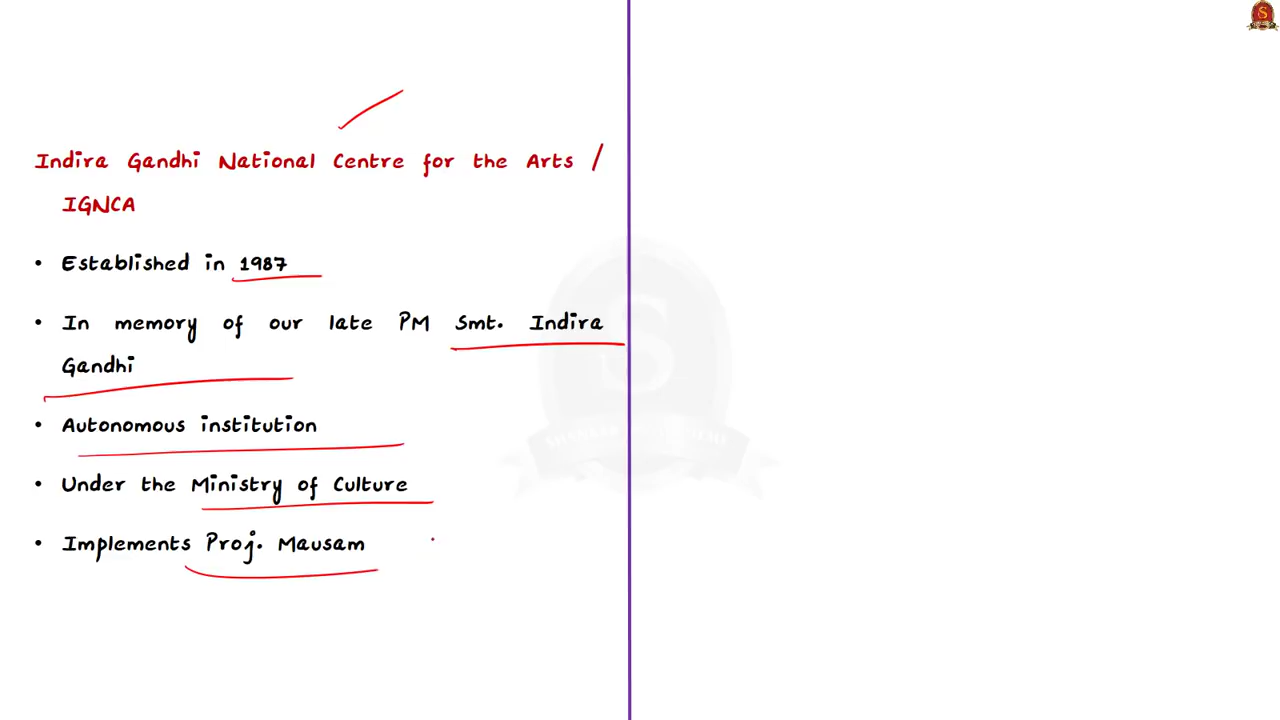 Indira Gandhi National Centre for the Arts /
IGNCA
• Established in 1987
• In memory of our late PM Smt. Indira
Gandhi
• Autonomous institution
• Under the Ministry of Culture
• Implements Proj. Mausam